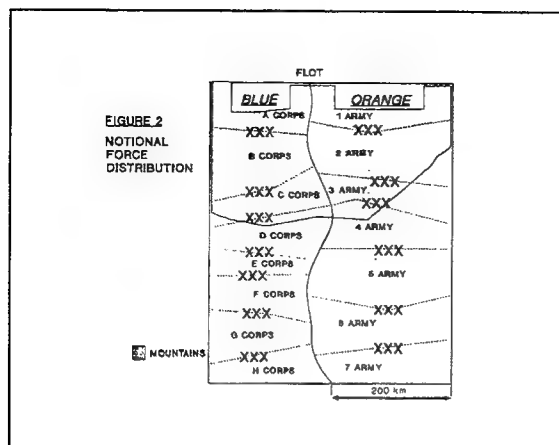 FLOT
BLUE
ORANGE
FIGURE 2
NOTIONAL
FORCE
DISTRIBUTION
A CORPS
1 ARMY
XXX
XXX
B CORPS
2 ARMY
XXX
XXX
C CORPS
3 ARMY
XXX
XXX
D CORPS
4 ARMY
XXX
XXX
E CORPS
5 ARMY
XXX
F CORPS
XXX
XXX
6 ARMY
G CORPS
XXX
MOUNTAINS
XXX
7 ARMY
H CORPS
200 km